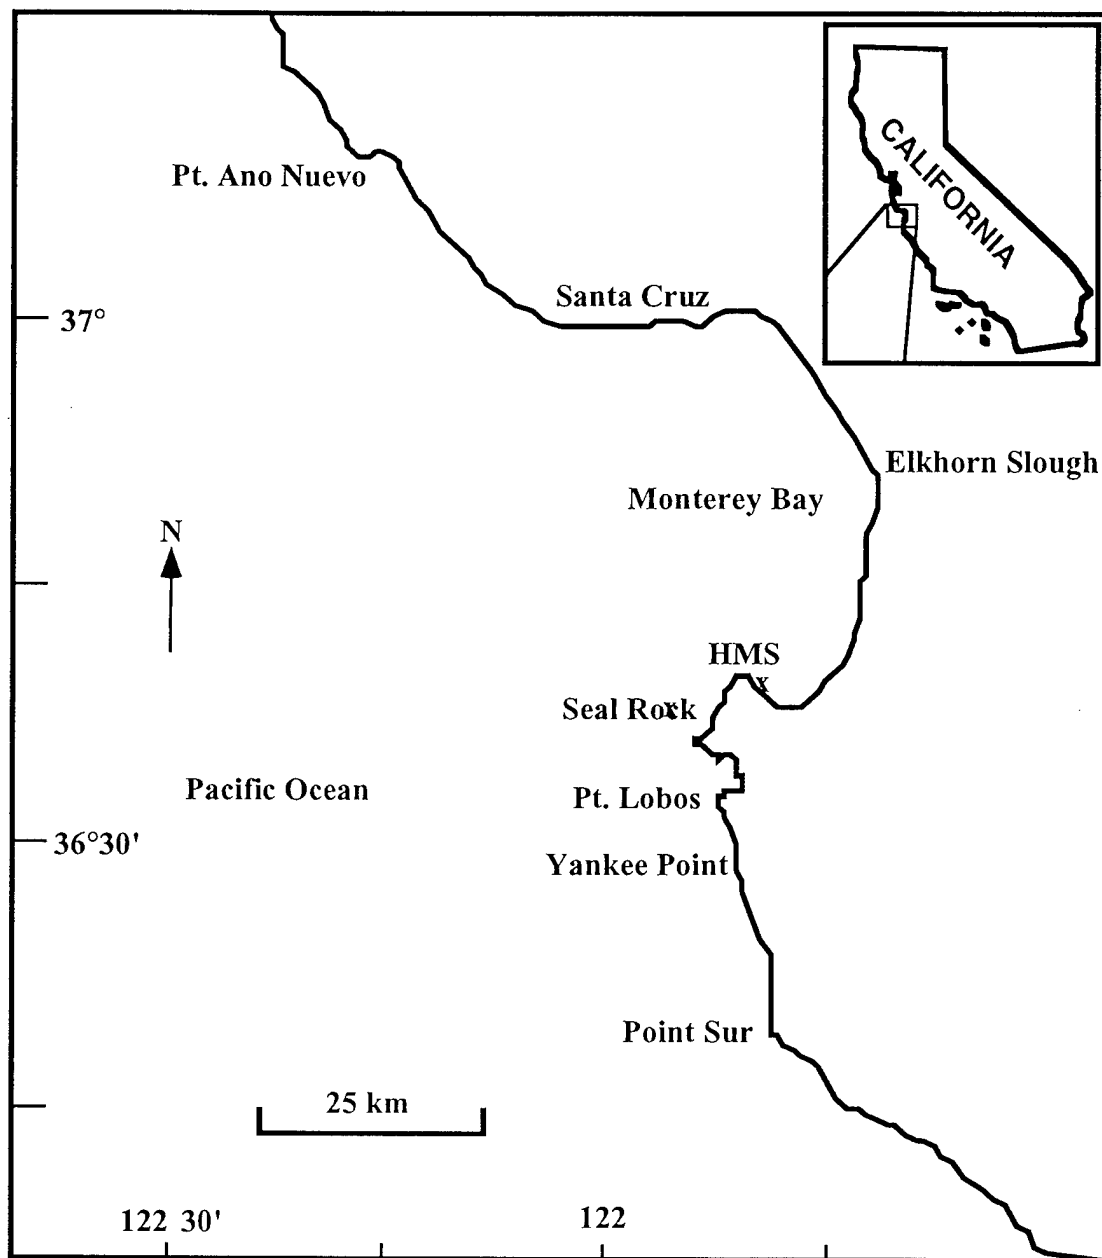 CALIFORNIA
Pt. Ano Nuevo
Santa Cruz
37°
Elkhorn Slough
Monterey Bay
N
HMS
x
Seal Rock
x
Pacific Ocean
Pt. Lobos
36°30'
Yankee Point
Point Sur
25 km
122 30'
122